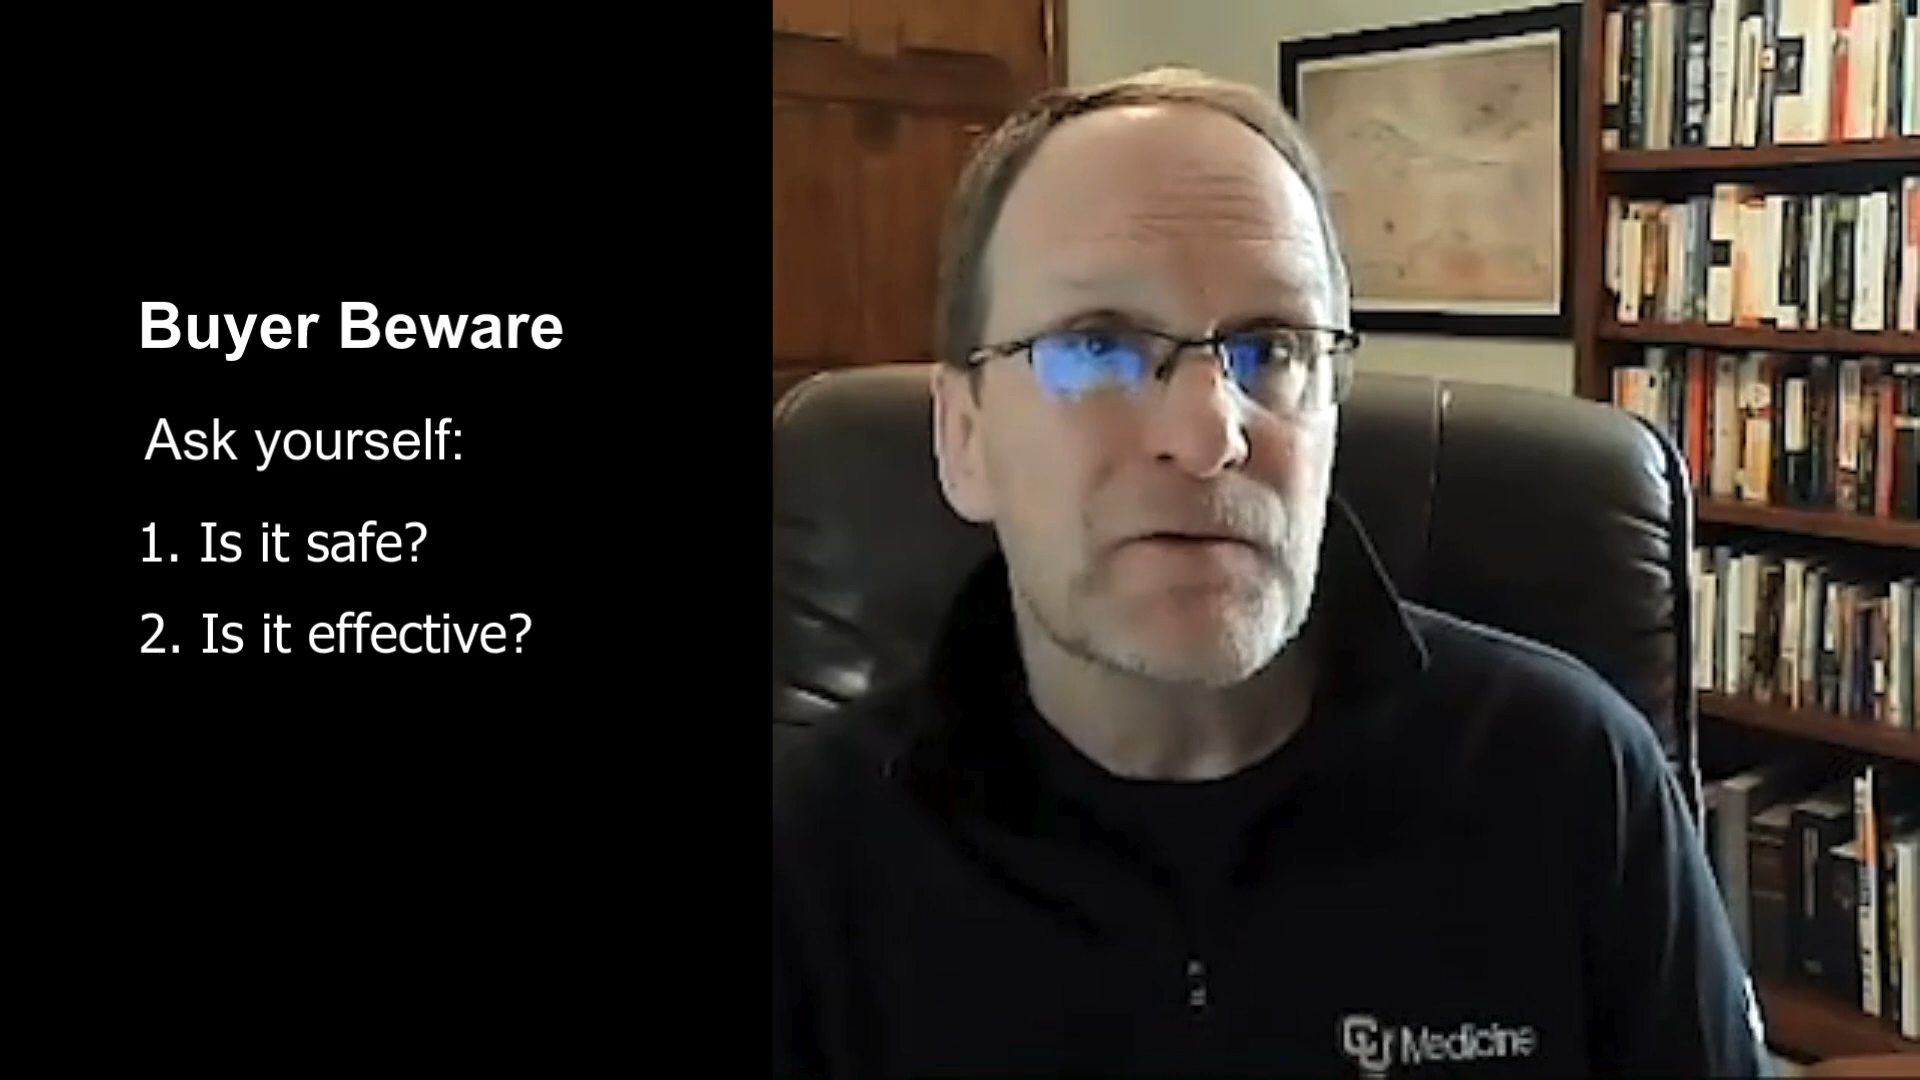 Buyer Beware
Ask yourself:
1. Is it safe?
2. Is it effective?
CU Medicine